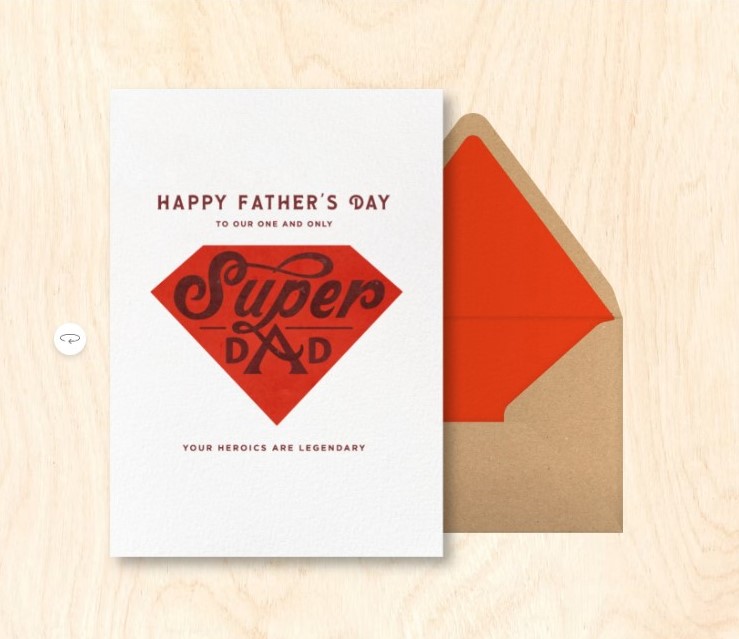 HAPPY FATHER'S DAY
TO OUR ONE AND ONLY
Super
DAD
YOUR HEROICS ARE LEGENDARY